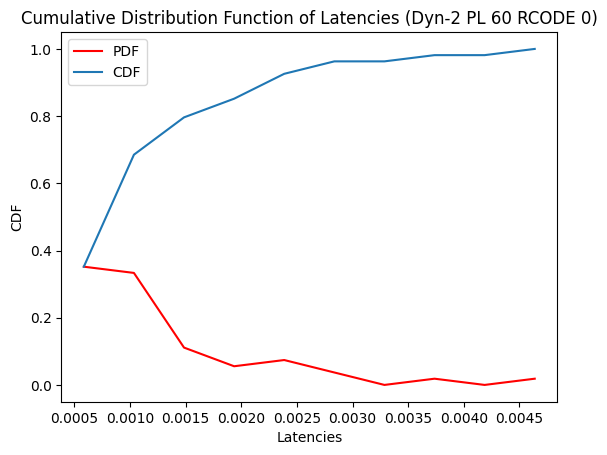 Cumulative Distribution Function of Latencies (Dyn-2 PL 60 RCODE 0)
PDF
CDF
1.0
0.8
0.6
0.4
0.2
0.0
CDF
0.0005 0.0010 0.0015 0.0020 0.0025 0.0030 0.0035 0.0040 0.0045
Latencies